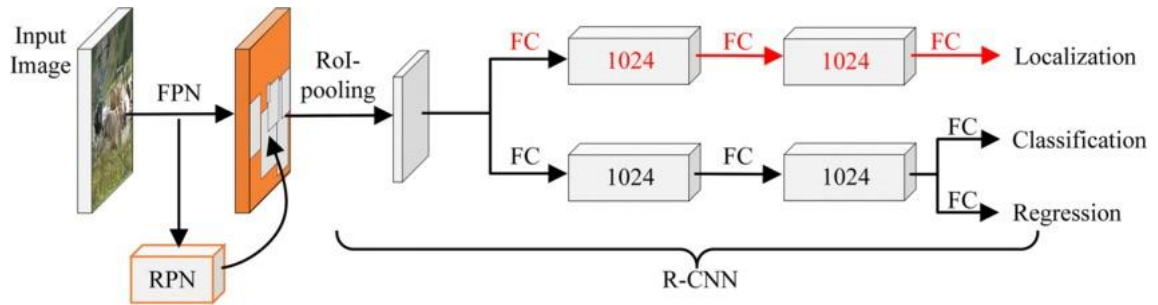 Input
Image
FPN
RoI-
pooling
FC
1024
FC
1024
FC
Localization
FC
1024
FC
1024
FC
Classification
FC
Regression
RPN
R-CNN